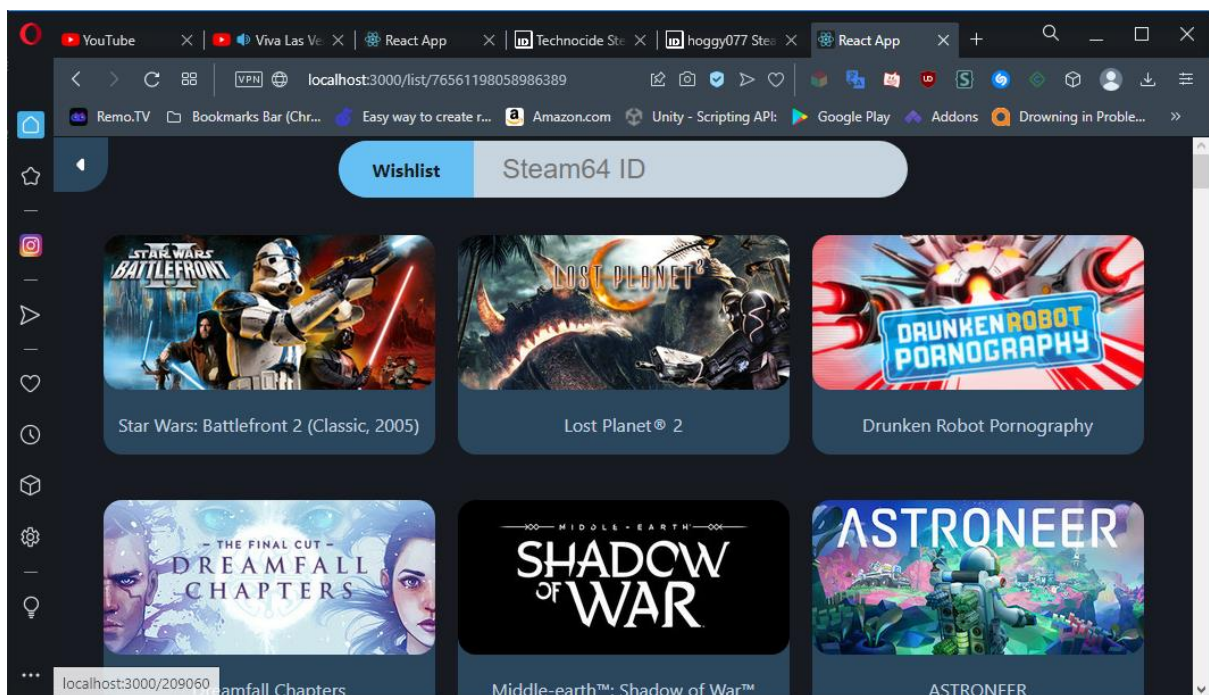 YouTube
Viva Las Ve
React App
Technocide Ste
hoggy077 Stea
React App
VPN
localhost:3000/list/76561198058986389
Remo.TV
Bookmarks Bar (Chr...
Easy way to create r...
Amazon.com
Unity - Scripting API:
Google Play
Addons
Drowning in Proble...
Wishlist
Steam64 ID
STAR WARS
BATTLEFRONT
II
LOST PLANET 2
DRUNKEN ROBOT
PORNOGRAPHY
Star Wars: Battlefront 2 (Classic, 2005)
Lost Planet® 2
Drunken Robot Pornography
- THE FINAL CUT -
DREAMFALL
CHAPTERS
MIDDLE-EARTH
SHADOW
OF WAR
ASTRONEER
localhost:3000/209060
eamfall Chapters
Middle-earth™: Shadow of War™
ASTRONEER